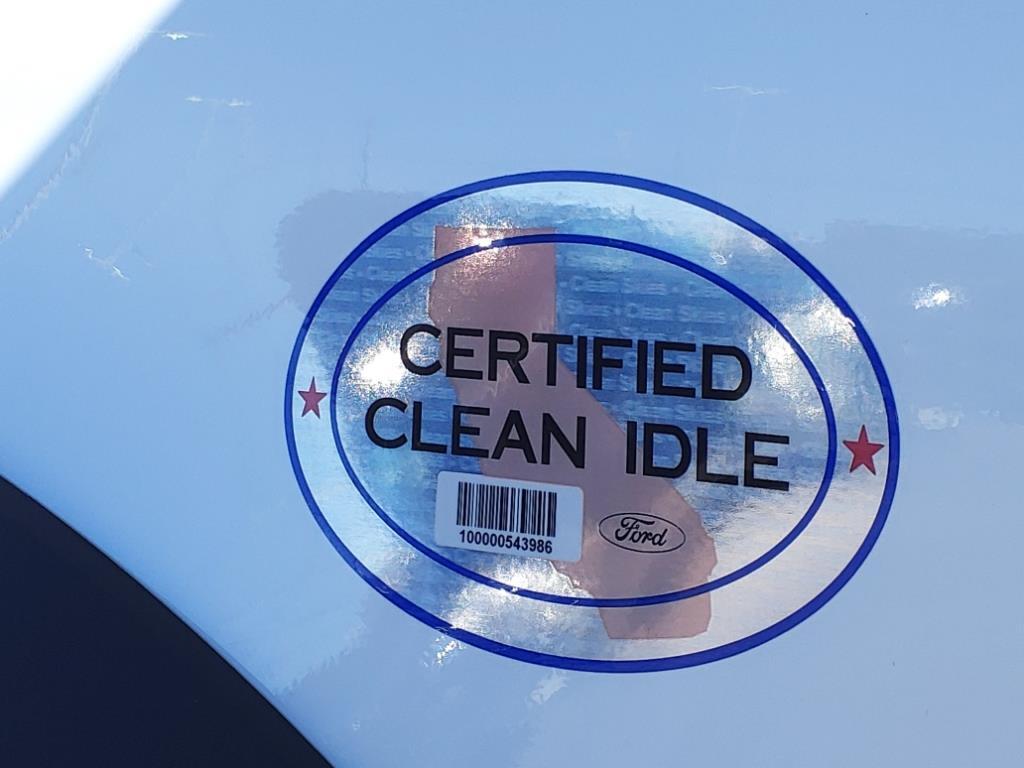 CERTIFIED
CLEAN IDLE
100000543986
Ford